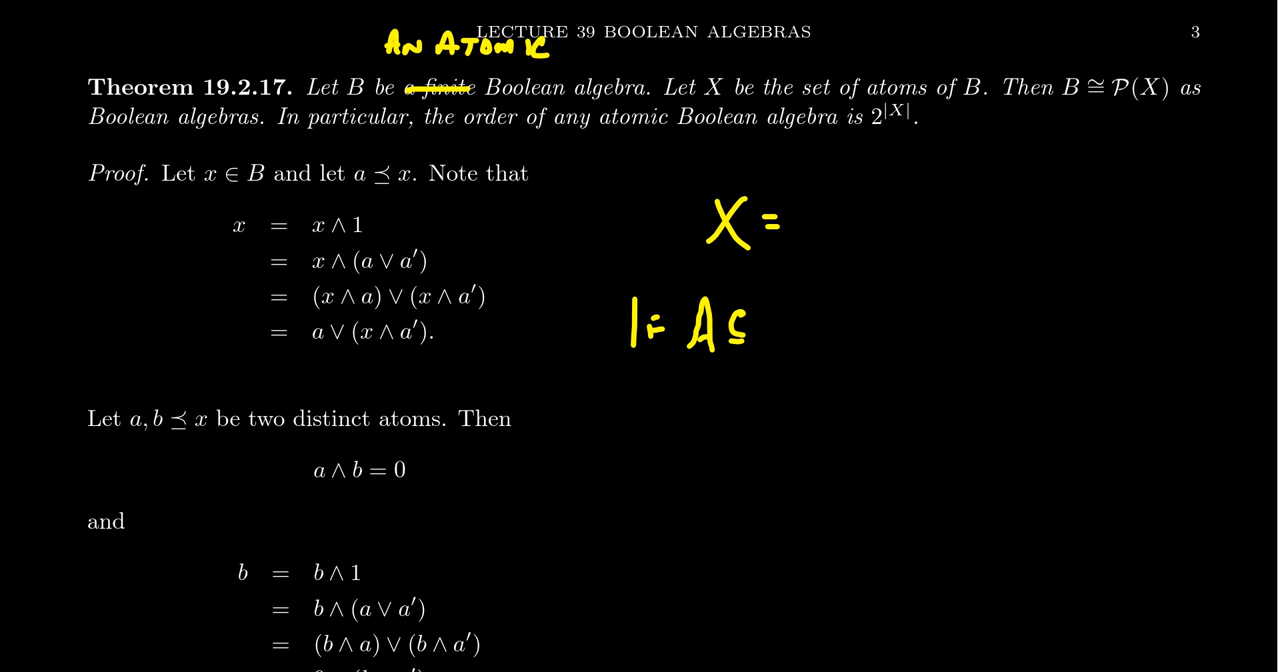 LECTURE 39 BOOLEAN ALGEBRAS 3
AN ATOMIC
Theorem 19.2.17. Let B be a finite Boolean algebra. Let X be the set of atoms of B. Then B ≅ P(X) as
Boolean algebras. In particular, the order of any atomic Boolean algebra is 2^|X|.
Proof. Let x ∈ B and let a ⪯ x. Note that
x = x ∧ 1
= x ∧ (a ∨ a′)
= (x ∧ a) ∨ (x ∧ a′)
= a ∨ (x ∧ a′).
X =
A ⊆
Let a, b ⪯ x be two distinct atoms. Then
a ∧ b = 0
and
b = b ∧ 1
= b ∧ (a ∨ a′)
= (b ∧ a) ∨ (b ∧ a′)